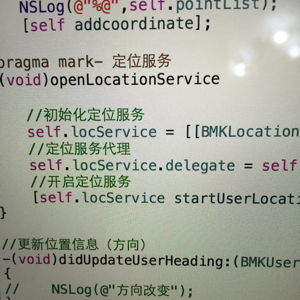 NSLog(@"%@",self.pointList);
[self addcoordinate];
pragma mark- 定位服务
(void)openLocationService
//初始化定位服务
self.locService = [[BMKLocation
//定位服务代理
self.locService.delegate = self
//开启定位服务
[self.locService startUserLocati
}
//更新位置信息（方向）
-(void)didUpdateUserHeading:(BMKUser
{
// NSLog(@"方向改变");
}